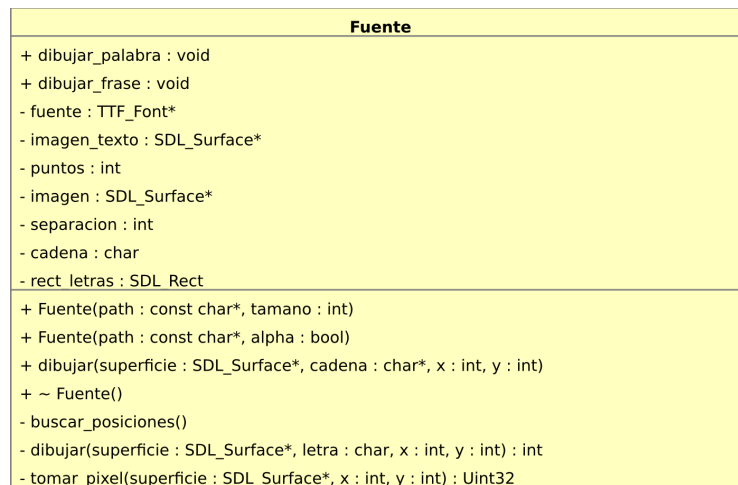 Fuente
+ dibujar_palabra : void
+ dibujar_frase : void
- fuente : TTF_Font*
- imagen_texto : SDL_Surface*
- puntos : int
- imagen : SDL_Surface*
- separacion : int
- cadena : char
- rect_letras : SDL_Rect
+ Fuente(path : const char*, tamano : int)
+ Fuente(path : const char*, alpha : bool)
+ dibujar(superficie : SDL_Surface*, cadena : char*, x : int, y : int)
+ ~ Fuente()
- buscar_posiciones()
- dibujar(superficie : SDL_Surface*, letra : char, x : int, y : int) : int
- tomar_pixel(superficie : SDL_Surface*, x : int, y : int) : Uint32